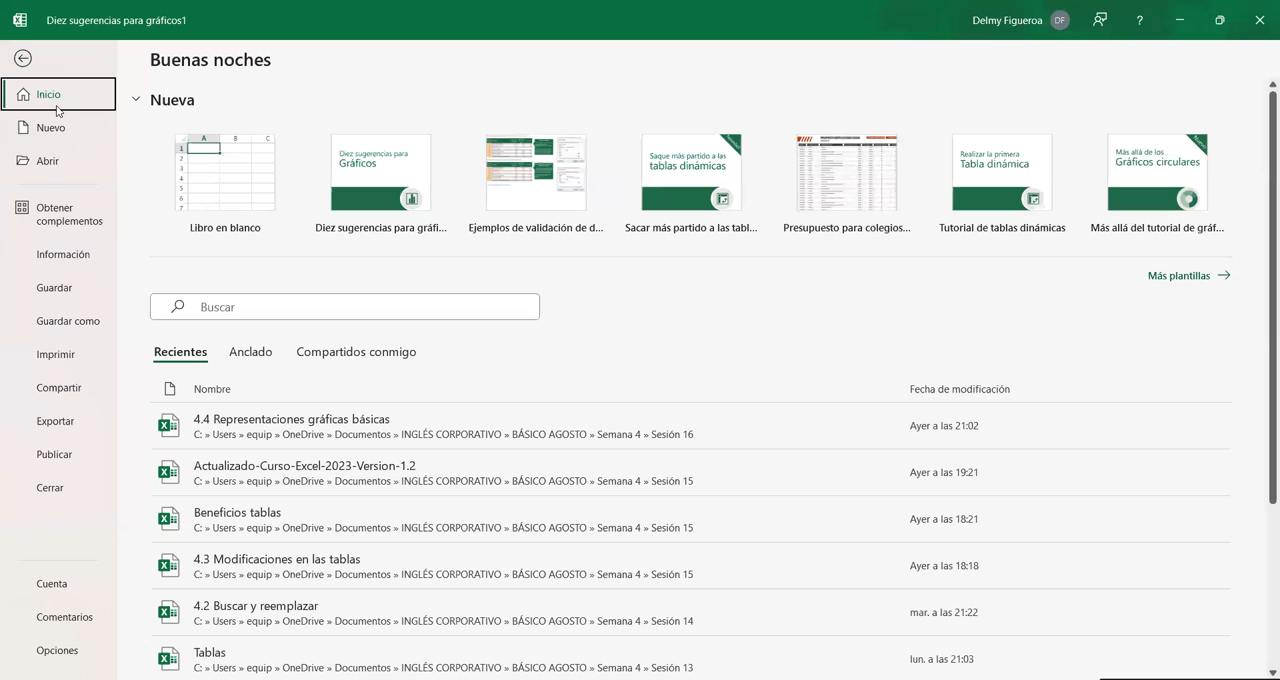 Diez sugerencias para gráficos1
Delmy Figueroa DF ?
Buenas noches
Inicio
Nueva
Nuevo
Abrir
Obtener
complementos
Información
Guardar
Guardar como
Imprimir
Compartir
Exportar
Publicar
Cerrar
Cuenta
Comentarios
Opciones
A B C
1
2
3
4
5
6
7
Libro en blanco
Diez sugerencias para
Gráficos
Diez sugerencias para gráfi...
Ejemplos de validación de d...
Saque más partido a las
tablas dinámicas
Sacar más partido a las tabl...
Presupuesto para colegios...
Realizar la primera
Tabla dinámica
Tutorial de tablas dinámicas
Más allá de los
Gráficos circulares
Más allá del tutorial de gráf...
Más plantillas
Buscar
Recientes Anclado Compartidos conmigo
Nombre Fecha de modificación
4.4 Representaciones gráficas básicas
C: » Users » equip » OneDrive » Documentos » INGLÉS CORPORATIVO » BÁSICO AGOSTO » Semana 4 » Sesión 16
Ayer a las 21:02
Actualizado-Curso-Excel-2023-Version-1.2
C: » Users » equip » OneDrive » Documentos » INGLÉS CORPORATIVO » BÁSICO AGOSTO » Semana 4 » Sesión 15
Ayer a las 19:21
Beneficios tablas
C: » Users » equip » OneDrive » Documentos » INGLÉS CORPORATIVO » BÁSICO AGOSTO » Semana 4 » Sesión 15
Ayer a las 18:21
4.3 Modificaciones en las tablas
C: » Users » equip » OneDrive » Documentos » INGLÉS CORPORATIVO » BÁSICO AGOSTO » Semana 4 » Sesión 15
Ayer a las 18:18
4.2 Buscar y reemplazar
C: » Users » equip » OneDrive » Documentos » INGLÉS CORPORATIVO » BÁSICO AGOSTO » Semana 4 » Sesión 14
mar. a las 21:22
Tablas
C: » Users » equip » OneDrive » Documentos » INGLÉS CORPORATIVO » BÁSICO AGOSTO » Semana 4 » Sesión 13
lun. a las 21:03